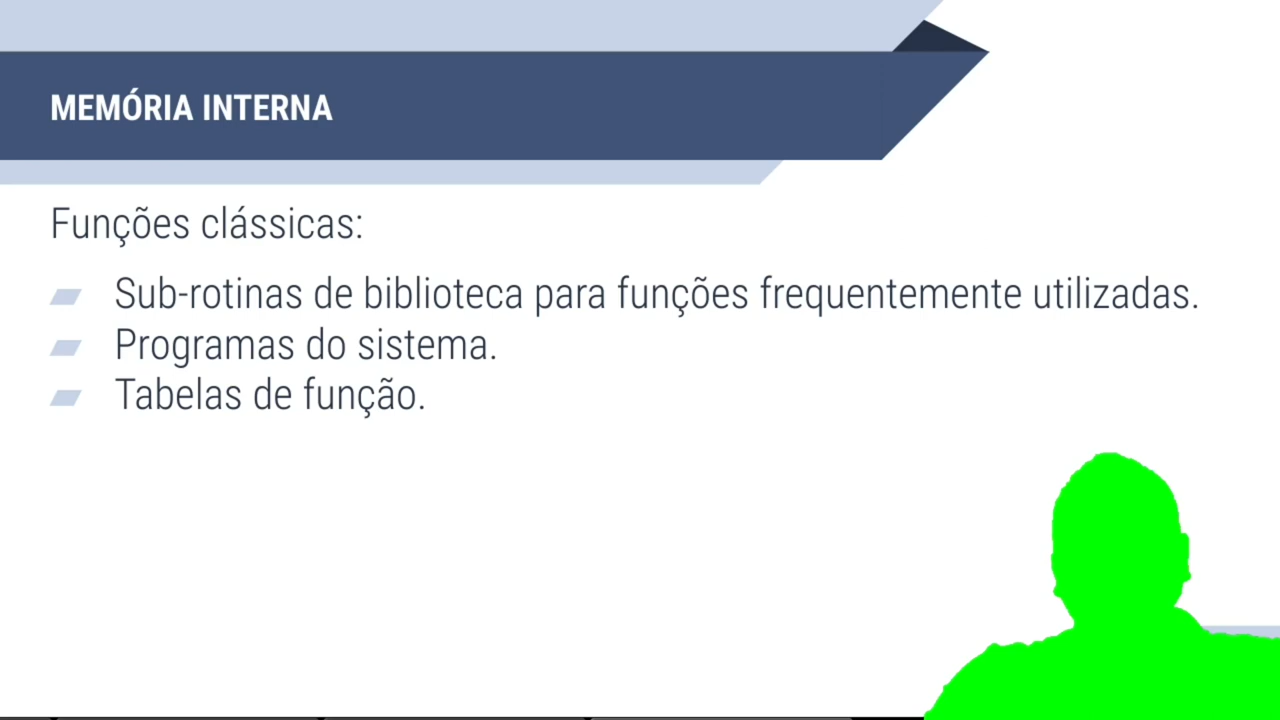 MEMÓRIA INTERNA
Funções clássicas:
Sub-rotinas de biblioteca para funções frequentemente utilizadas.
Programas do sistema.
Tabelas de função.